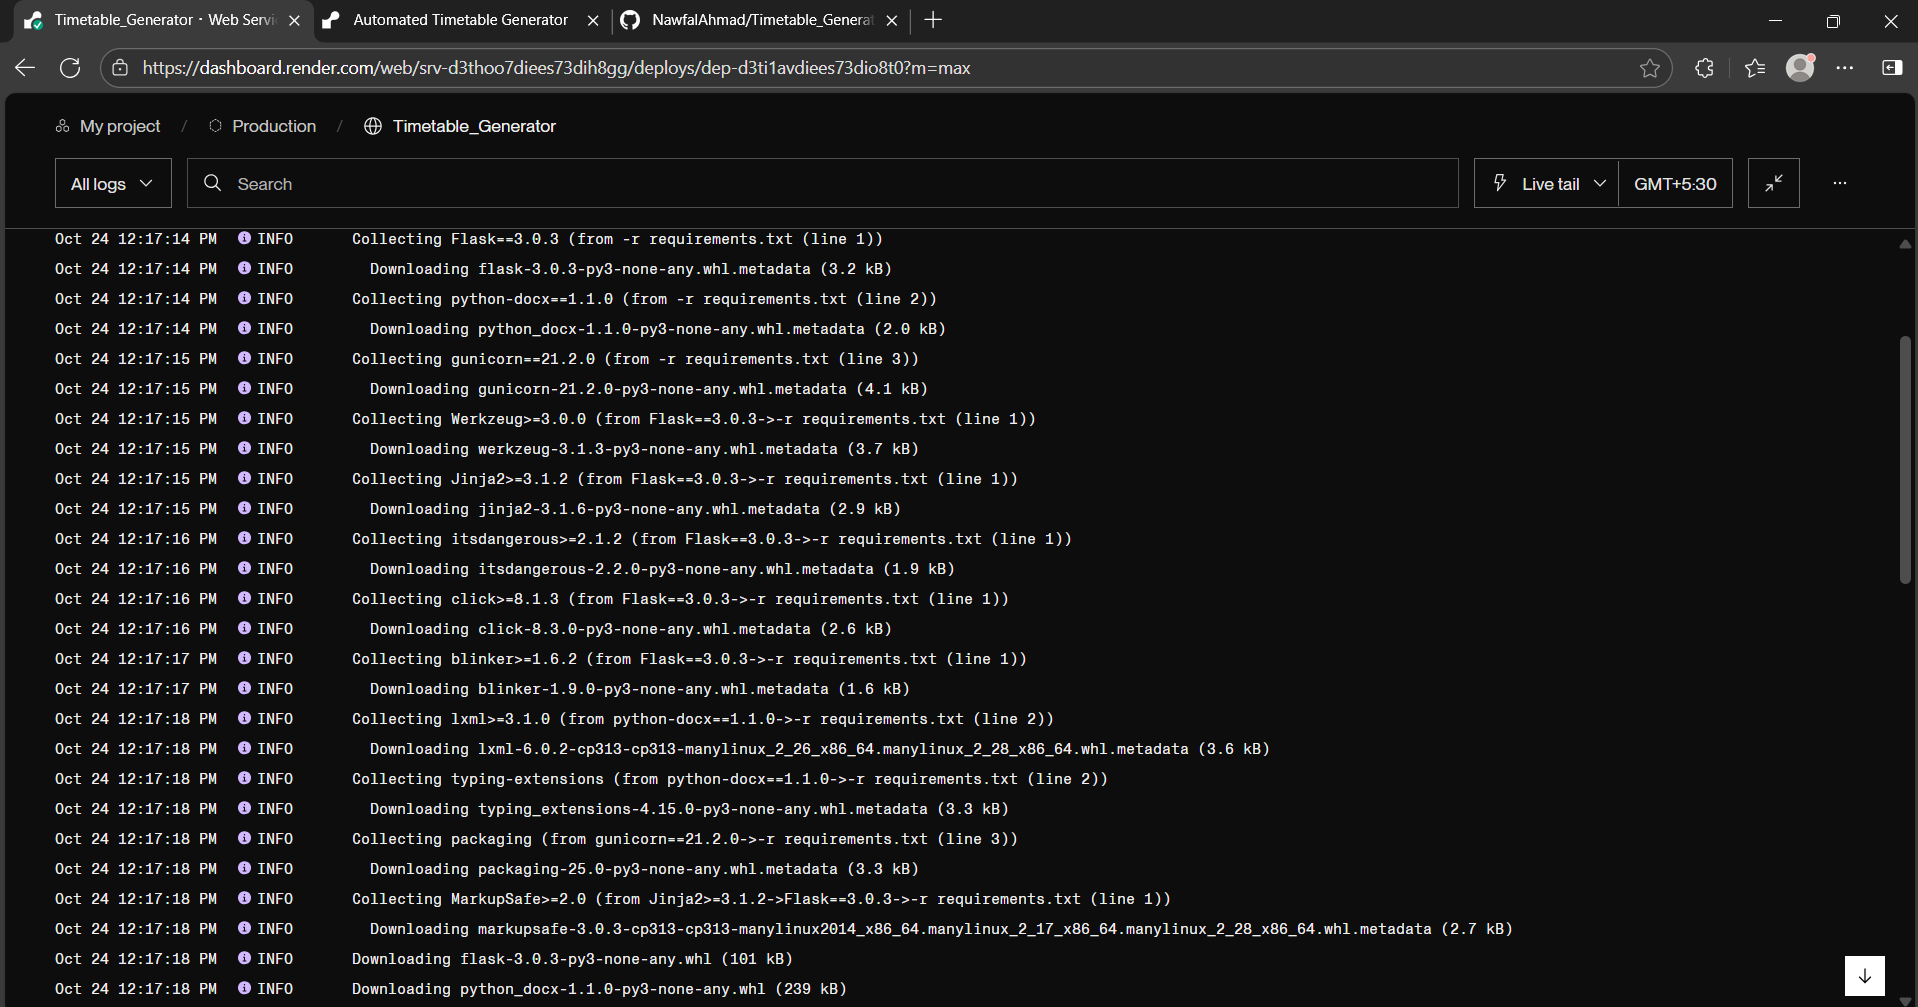 Timetable_Generator · Web Servi
Automated Timetable Generator
NawfalAhmad/Timetable_Generat
https://dashboard.render.com/web/srv-d3thoo7diees73dih8gg/deploys/dep-d3ti1avdiees73dio8t0?m=max
My project / Production / Timetable_Generator
All logs
Search
Live tail
GMT+5:30
Oct 24 12:17:14 PM INFO Collecting Flask==3.0.3 (from -r requirements.txt (line 1))
Oct 24 12:17:14 PM INFO Downloading flask-3.0.3-py3-none-any.whl.metadata (3.2 kB)
Oct 24 12:17:14 PM INFO Collecting python-docx==1.1.0 (from -r requirements.txt (line 2))
Oct 24 12:17:14 PM INFO Downloading python_docx-1.1.0-py3-none-any.whl.metadata (2.0 kB)
Oct 24 12:17:15 PM INFO Collecting gunicorn==21.2.0 (from -r requirements.txt (line 3))
Oct 24 12:17:15 PM INFO Downloading gunicorn-21.2.0-py3-none-any.whl.metadata (4.1 kB)
Oct 24 12:17:15 PM INFO Collecting Werkzeug>=3.0.0 (from Flask==3.0.3->-r requirements.txt (line 1))
Oct 24 12:17:15 PM INFO Downloading werkzeug-3.1.3-py3-none-any.whl.metadata (3.7 kB)
Oct 24 12:17:15 PM INFO Collecting Jinja2>=3.1.2 (from Flask==3.0.3->-r requirements.txt (line 1))
Oct 24 12:17:15 PM INFO Downloading jinja2-3.1.6-py3-none-any.whl.metadata (2.9 kB)
Oct 24 12:17:16 PM INFO Collecting itsdangerous>=2.1.2 (from Flask==3.0.3->-r requirements.txt (line 1))
Oct 24 12:17:16 PM INFO Downloading itsdangerous-2.2.0-py3-none-any.whl.metadata (1.9 kB)
Oct 24 12:17:16 PM INFO Collecting click>=8.1.3 (from Flask==3.0.3->-r requirements.txt (line 1))
Oct 24 12:17:16 PM INFO Downloading click-8.3.0-py3-none-any.whl.metadata (2.6 kB)
Oct 24 12:17:17 PM INFO Collecting blinker>=1.6.2 (from Flask==3.0.3->-r requirements.txt (line 1))
Oct 24 12:17:17 PM INFO Downloading blinker-1.9.0-py3-none-any.whl.metadata (1.6 kB)
Oct 24 12:17:18 PM INFO Collecting lxml>=3.1.0 (from python-docx==1.1.0->-r requirements.txt (line 2))
Oct 24 12:17:18 PM INFO Downloading lxml-6.0.2-cp313-cp313-manylinux_2_26_x86_64.manylinux_2_28_x86_64.whl.metadata (3.6 kB)
Oct 24 12:17:18 PM INFO Collecting typing-extensions (from python-docx==1.1.0->-r requirements.txt (line 2))
Oct 24 12:17:18 PM INFO Downloading typing_extensions-4.15.0-py3-none-any.whl.metadata (3.3 kB)
Oct 24 12:17:18 PM INFO Collecting packaging (from gunicorn==21.2.0->-r requirements.txt (line 3))
Oct 24 12:17:18 PM INFO Downloading packaging-25.0-py3-none-any.whl.metadata (3.3 kB)
Oct 24 12:17:18 PM INFO Collecting MarkupSafe>=2.0 (from Jinja2>=3.1.2->Flask==3.0.3->-r requirements.txt (line 1))
Oct 24 12:17:18 PM INFO Downloading markupsafe-3.0.3-cp313-cp313-manylinux2014_x86_64.manylinux_2_17_x86_64.manylinux_2_28_x86_64.whl.metadata (2.7 kB)
Oct 24 12:17:18 PM INFO Downloading flask-3.0.3-py3-none-any.whl (101 kB)
Oct 24 12:17:18 PM INFO Downloading python_docx-1.1.0-py3-none-any.whl (239 kB)